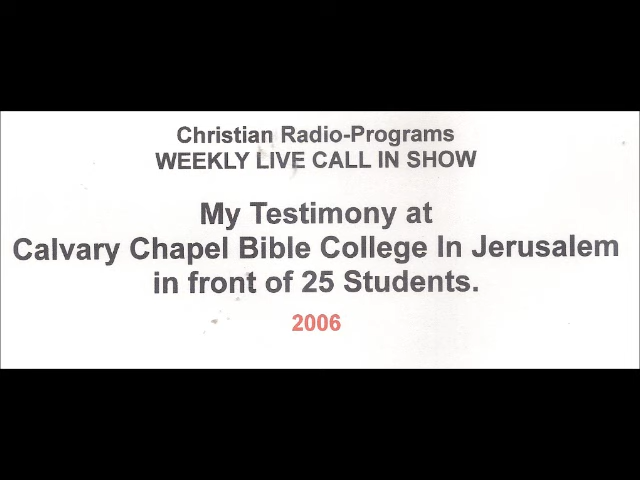 Christian Radio-Programs
WEEKLY LIVE CALL IN SHOW
My Testimony at
Calvary Chapel Bible College In Jerusalem
in front of 25 Students.
2006